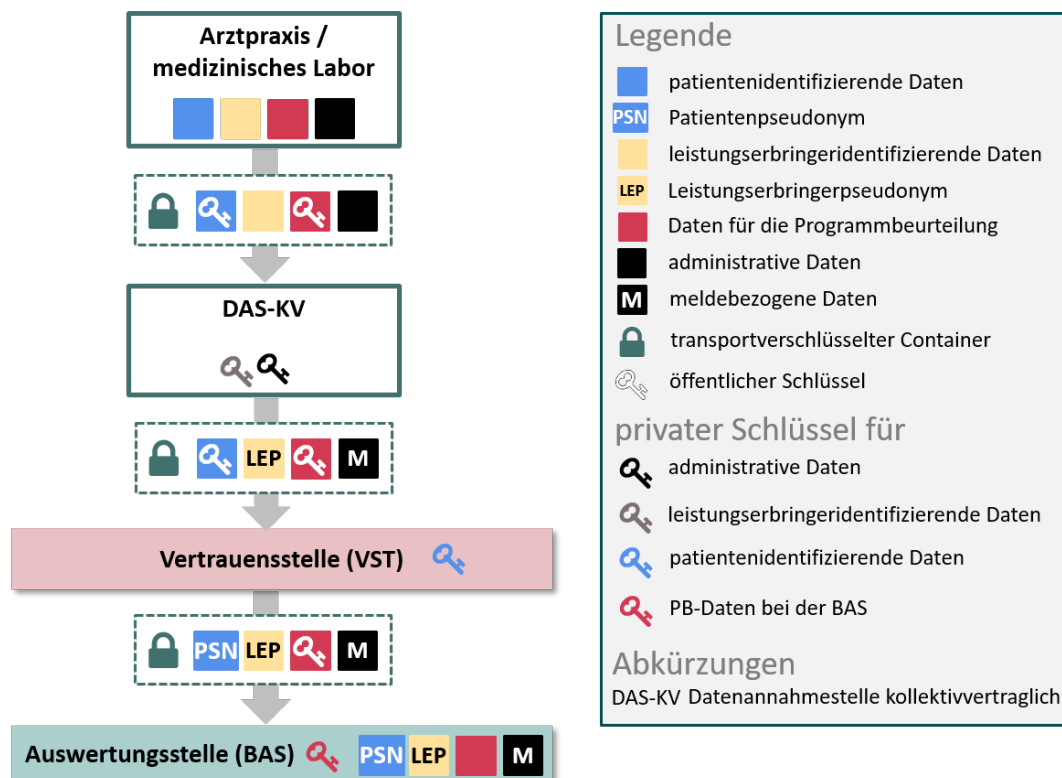 Arztpraxis /
medizinisches Labor
DAS-KV
LEP
M
Vertrauensstelle (VST)
PSN
LEP
M
Auswertungsstelle (BAS)
PSN
LEP
M
Legende
patientenidentifizierende Daten
PSN
Patientenpseudonym
leistungserbringeridentifizierende Daten
LEP
Leistungserbringerpseudonym
Daten für die Programmbeurteilung
administrative Daten
M
meldebezogene Daten
transportverschlüsselter Container
öffentlicher Schlüssel
privater Schlüssel für
administrative Daten
leistungserbringeridentifizierende Daten
patientenidentifizierende Daten
PB-Daten bei der BAS
Abkürzungen
DAS-KV Datenannahmestelle kollektivvertraglich